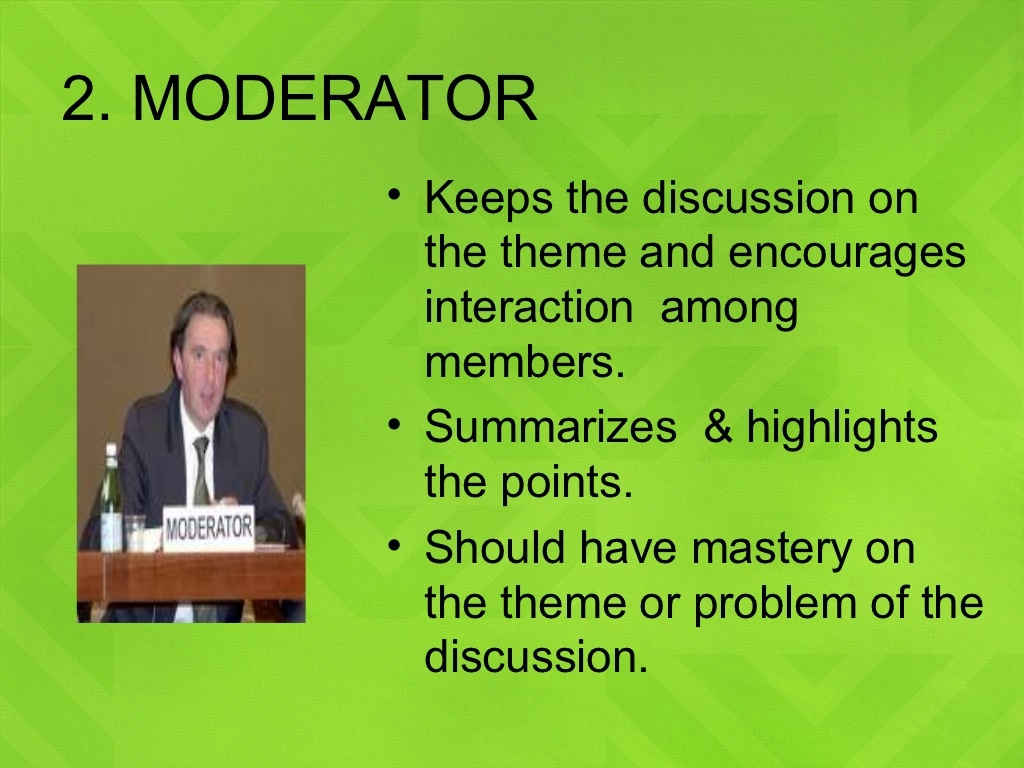 2. MODERATOR
• Keeps the discussion on
the theme and encourages
interaction  among
members.
• Summarizes  & highlights
the points.
• Should have mastery on
the theme or problem of the
discussion.
MODERATOR